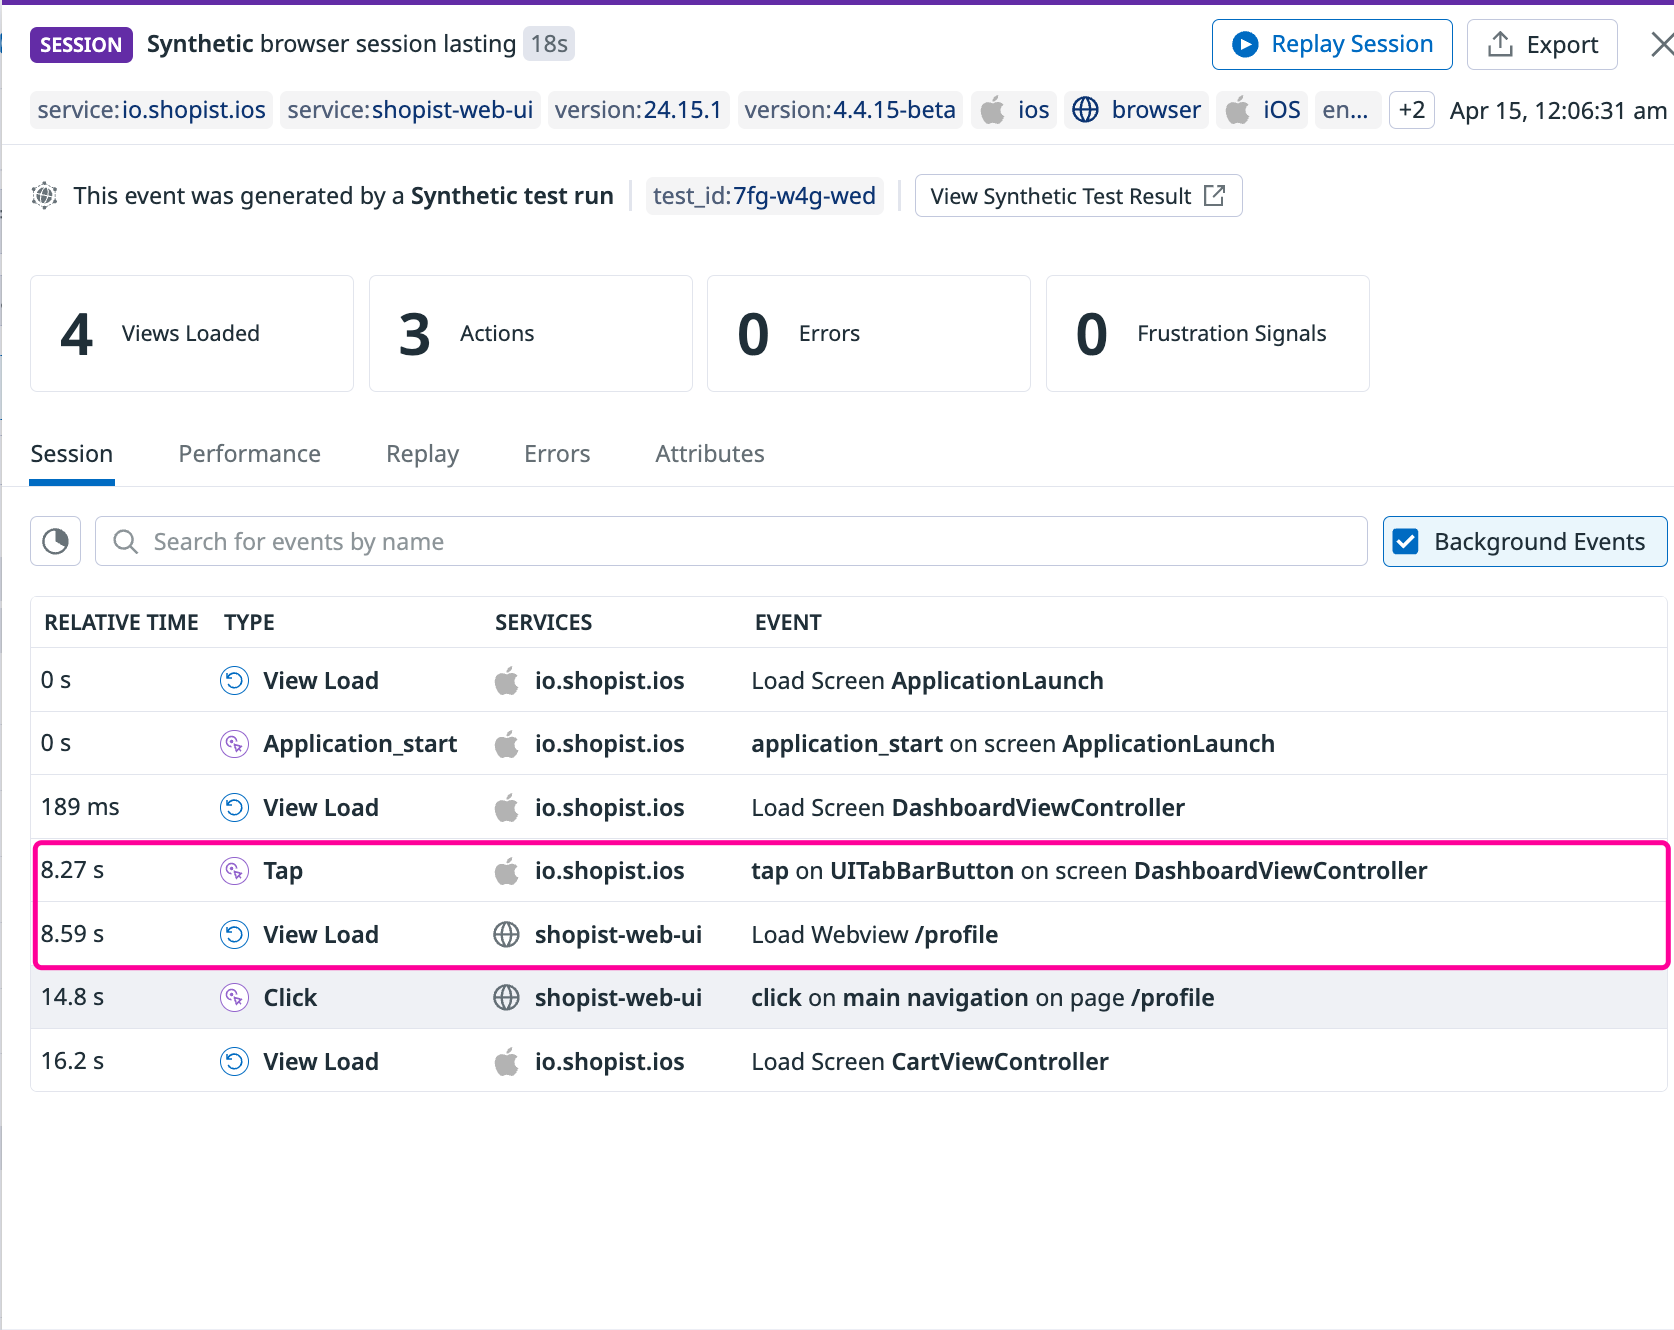 SESSION Synthetic browser session lasting 18s Replay Session Export
service:io.shopist.ios service:shopist-web-ui version:24.15.1 version:4.4.15-beta ios browser iOS en... +2 Apr 15, 12:06:31 am
This event was generated by a Synthetic test run test_id:7fg-w4g-wed View Synthetic Test Result
4 Views Loaded 3 Actions 0 Errors 0 Frustration Signals
Session Performance Replay Errors Attributes
Search for events by name Background Events
RELATIVE TIME TYPE SERVICES EVENT
0 s View Load io.shopist.ios Load Screen ApplicationLaunch
0 s Application_start io.shopist.ios application_start on screen ApplicationLaunch
189 ms View Load io.shopist.ios Load Screen DashboardViewController
8.27 s Tap io.shopist.ios tap on UITabBarButton on screen DashboardViewController
8.59 s View Load shopist-web-ui Load Webview /profile
14.8 s Click shopist-web-ui click on main navigation on page /profile
16.2 s View Load io.shopist.ios Load Screen CartViewController